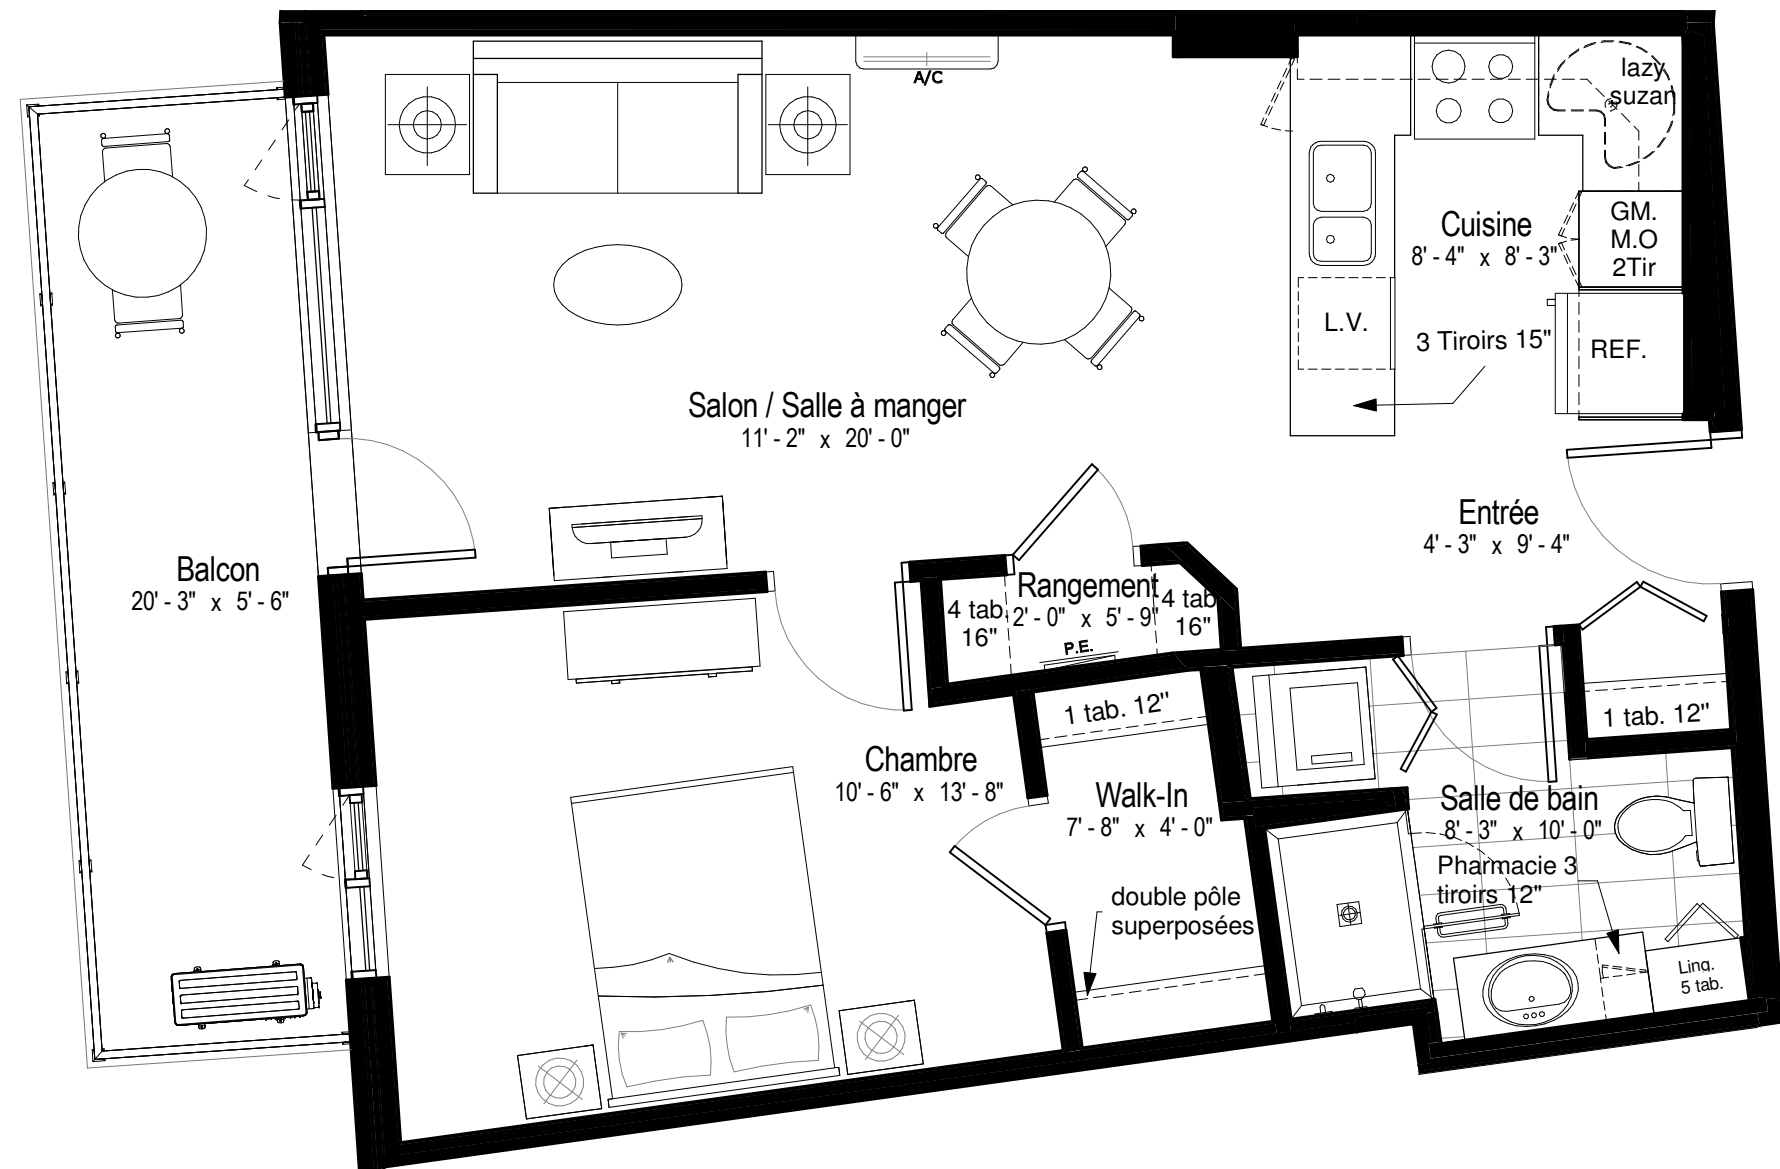 A/C
lazy
suzan
Cuisine
8' - 4" x 8' - 3"
GM.
M.O
2Tir
L.V.
3 Tiroirs 15"
REF.
Salon / Salle à manger
11' - 2" x 20' - 0"
Entrée
4' - 3" x 9' - 4"
Balcon
20' - 3" x 5' - 6"
Rangement
2' - 0" x 5' - 9"
4 tab.
16"
4 tab
16"
P.E.
1 tab. 12"
1 tab. 12"
Chambre
10' - 6" x 13' - 8"
Walk-In
7' - 8" x 4' - 0"
Salle de bain
8' - 3" x 10' - 0"
Pharmacie 3
tiroirs 12"
double pôle
superposées
Ling.
5 tab.